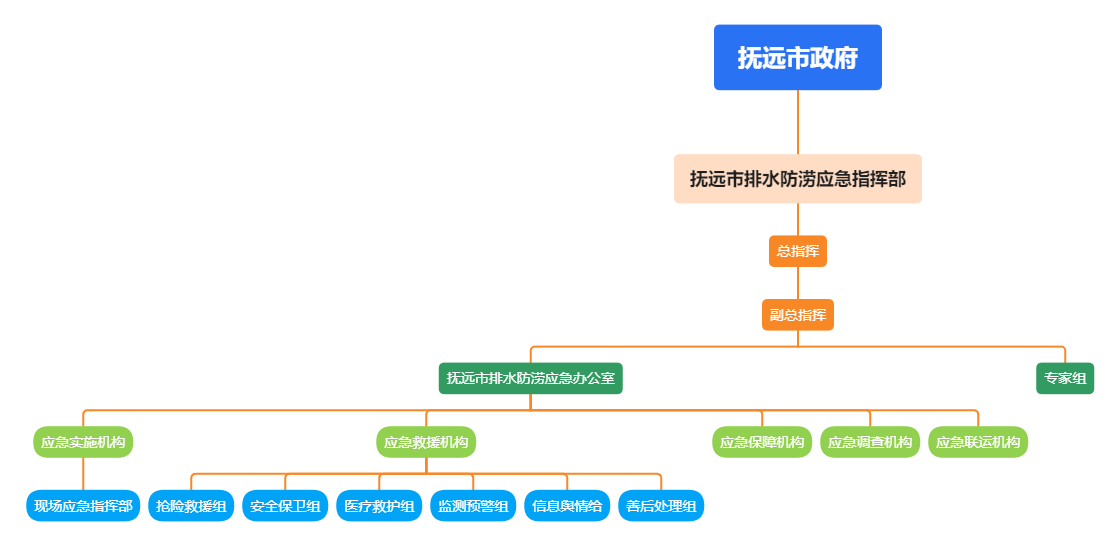 抚远市政府
抚远市排水防涝应急指挥部
总指挥
副总指挥
抚远市排水防涝应急办公室
专家组
应急实施机构
应急救援机构
应急保障机构
应急调查机构
应急联运机构
现场应急指挥部
抢险救援组
安全保卫组
医疗救护组
监测预警组
信息舆情给
善后处理组